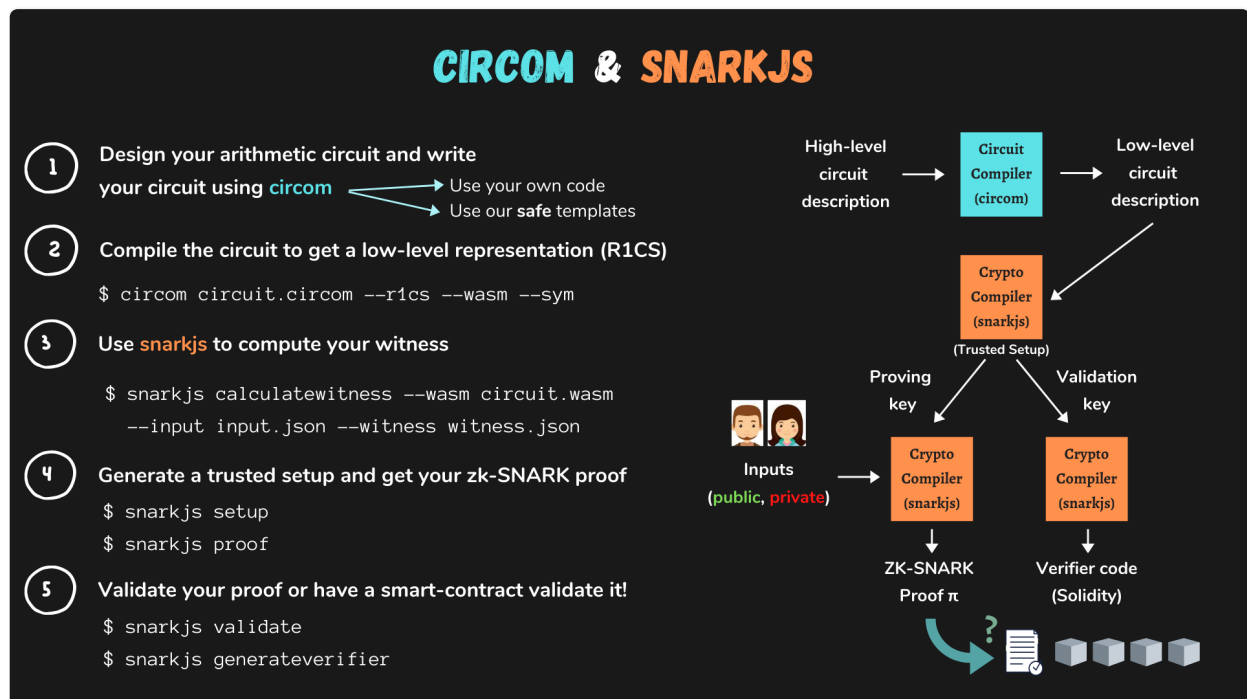 CIRCOM & SNARKJS
1
Design your arithmetic circuit and write
your circuit using circom
Use your own code
Use our safe templates
2
Compile the circuit to get a low-level representation (R1CS)
$ circom circuit.circom --r1cs --wasm --sym
3
Use snarkjs to compute your witness
$ snarkjs calculatewitness --wasm circuit.wasm
--input input.json --witness witness.json
4
Generate a trusted setup and get your zk-SNARK proof
$ snarkjs setup
$ snarkjs proof
5
Validate your proof or have a smart-contract validate it!
$ snarkjs validate
$ snarkjs generateverifier
High-level
circuit
description
Circuit
Compiler
(circom)
Low-level
circuit
description
Crypto
Compiler
(snarkjs)
(Trusted Setup)
Proving
key
Validation
key
Inputs
(public, private)
Crypto
Compiler
(snarkjs)
Crypto
Compiler
(snarkjs)
ZK-SNARK
Proof π
Verifier code
(Solidity)
?